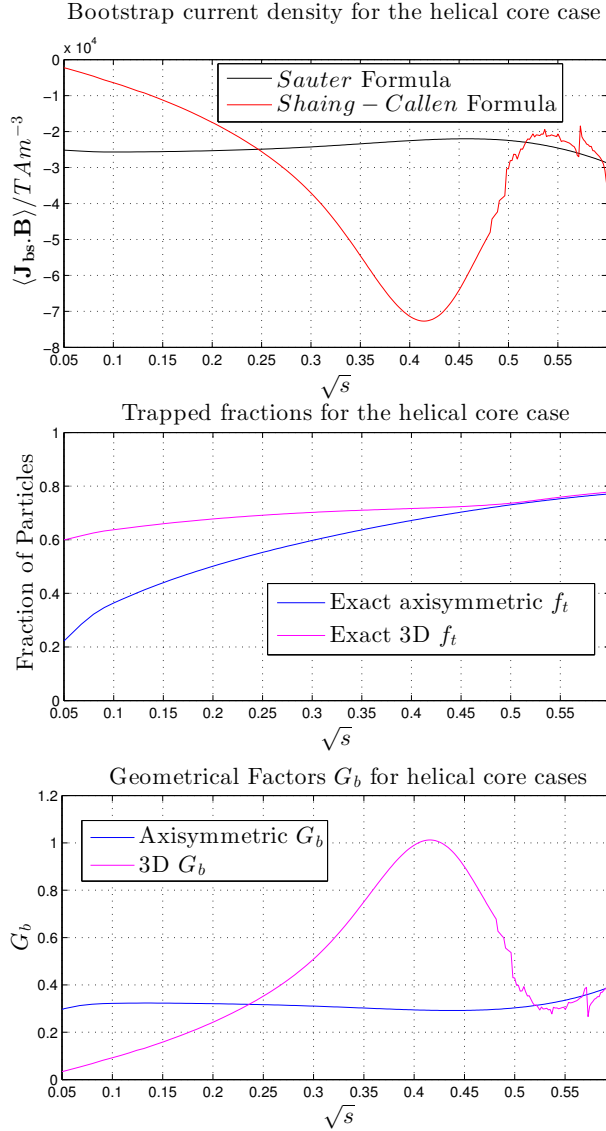 Bootstrap current density for the helical core case
× 10⁴
0
−1
−2
−3
−4
−5
−6
−7
−8
⟨J_bs.B⟩/TAm⁻³
Sauter Formula
Shaing − Callen Formula
0.05 0.1 0.15 0.2 0.25 0.3 0.35 0.4 0.45 0.5 0.55
√s
Trapped fractions for the helical core case
1
0.8
0.6
0.4
0.2
0
Fraction of Particles
Exact axisymmetric f_t
Exact 3D f_t
0.05 0.1 0.15 0.2 0.25 0.3 0.35 0.4 0.45 0.5 0.55
√s
Geometrical Factors G_b for helical core cases
1.2
1
0.8
0.6
0.4
0.2
0
G_b
Axisymmetric G_b
3D G_b
0.05 0.1 0.15 0.2 0.25 0.3 0.35 0.4 0.45 0.5 0.55
√s